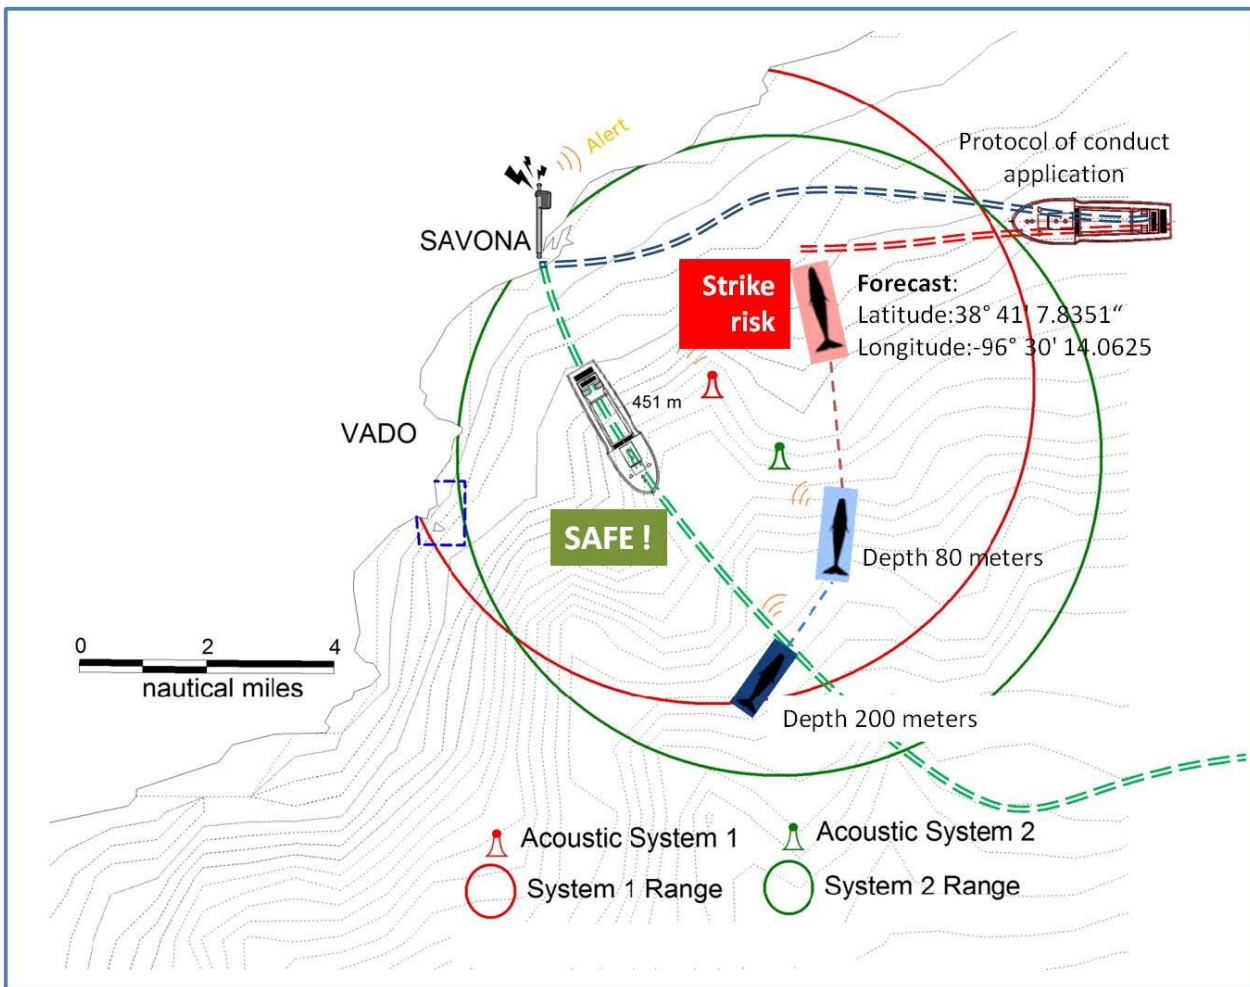 Alert
Protocol of conduct
application
SAVONA
Strike
risk
Forecast:
Latitude:38° 41' 7.8351“
Longitude:-96° 30' 14.0625
451 m
VADO
SAFE !
Depth 80 meters
0 2 4
nautical miles
Depth 200 meters
Acoustic System 1
Acoustic System 2
System 1 Range
System 2 Range